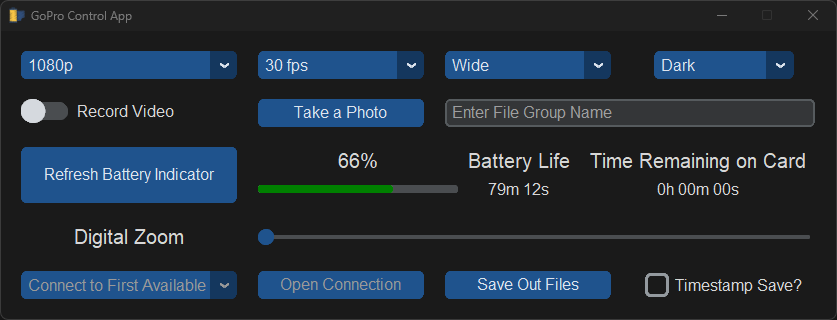 GoPro Control App
1080p
30 fps
Wide
Dark
Record Video
Take a Photo
Enter File Group Name
Refresh Battery Indicator
66%
Battery Life
Time Remaining on Card
79m 12s
0h 00m 00s
Digital Zoom
Connect to First Available
Open Connection
Save Out Files
Timestamp Save?